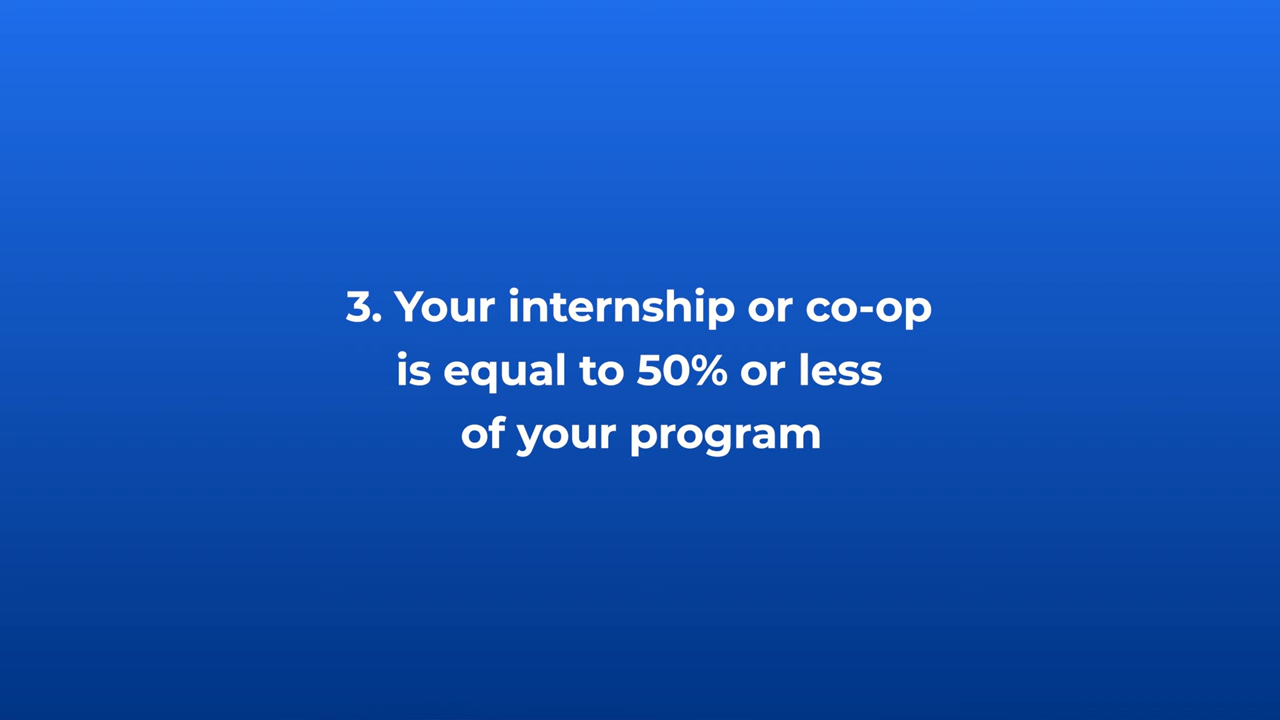 3. Your internship or co-op
is equal to 50% or less
of your program